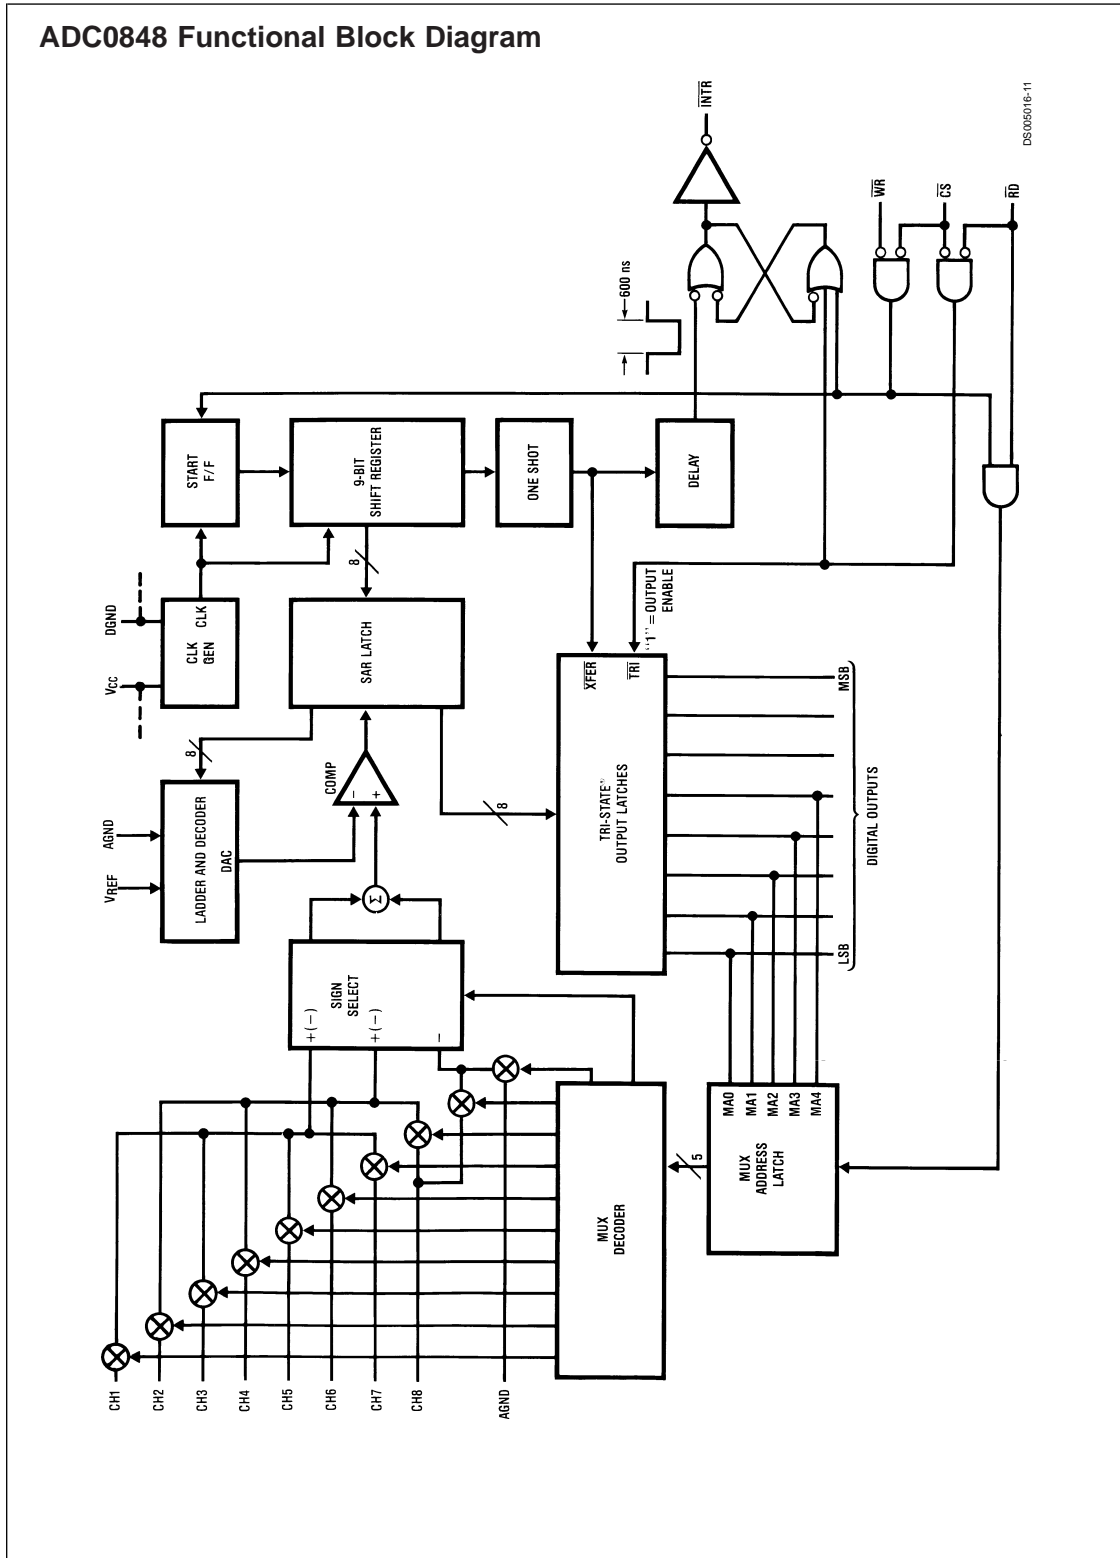 ADC0848 Functional Block Diagram
DS005016-11
INTR
WR
CS
RD
600 ns
START
F/F
9-BIT
SHIFT REGISTER
ONE SHOT
DELAY
8
"1" = OUTPUT
ENABLE
DGND
VCC
CLK
GEN
CLK
SAR LATCH
XFER
TRI
TRI-STATE®
OUTPUT LATCHES
MSB
DIGITAL OUTPUTS
LSB
8
8
COMP
-
+
AGND
VREF
LADDER AND DECODER
DAC
Σ
SIGN
SELECT
+(−)
+(−)
−
MA0
MA1
MA2
MA3
MA4
MUX
ADDRESS
LATCH
5
MUX
DECODER
CH1
CH2
CH3
CH4
CH5
CH6
CH7
CH8
AGND